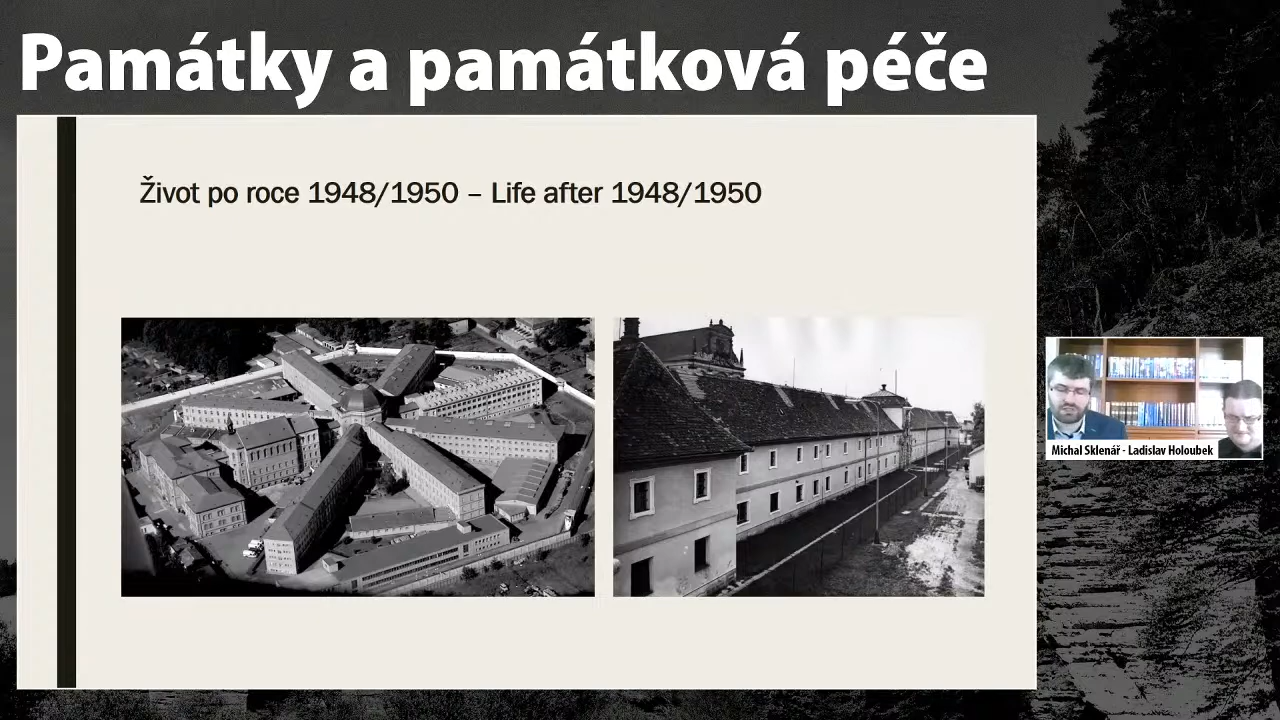 Památky a památková péče
Život po roce 1948/1950 – Life after 1948/1950
Michal Sklenář - Ladislav Holoubek